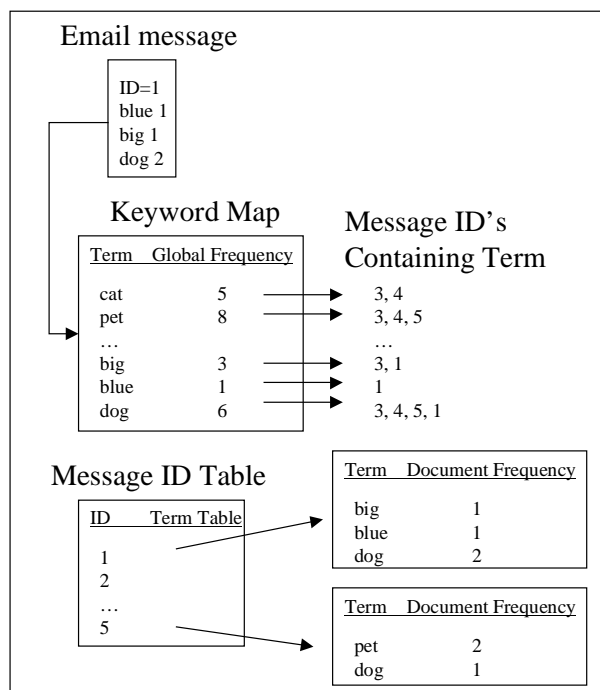 Email message
ID=1
blue 1
big 1
dog 2
Keyword Map
Message ID's
Containing Term
Term Global Frequency
cat 5 3, 4
pet 8 3, 4, 5
… …
big 3 3, 1
blue 1 1
dog 6 3, 4, 5, 1
Message ID Table
ID Term Table
1
2
…
5
Term Document Frequency
big 1
blue 1
dog 2
Term Document Frequency
pet 2
dog 1